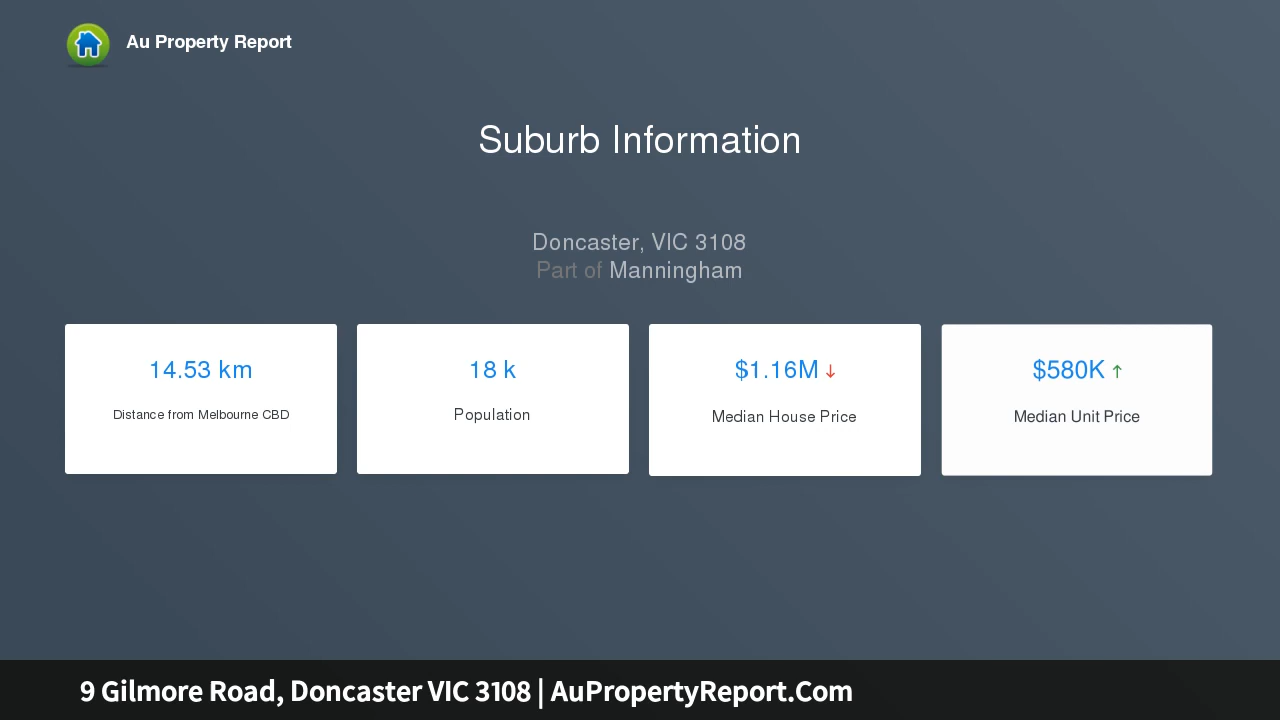 Au Property Report
Suburb Information
Doncaster, VIC 3108
Part of Manningham
14.53 km
Distance from Melbourne CBD
18 k
Population
$1.16M ↓
Median House Price
$580K ↑
Median Unit Price
9 Gilmore Road, Doncaster VIC 3108 | AuPropertyReport.Com